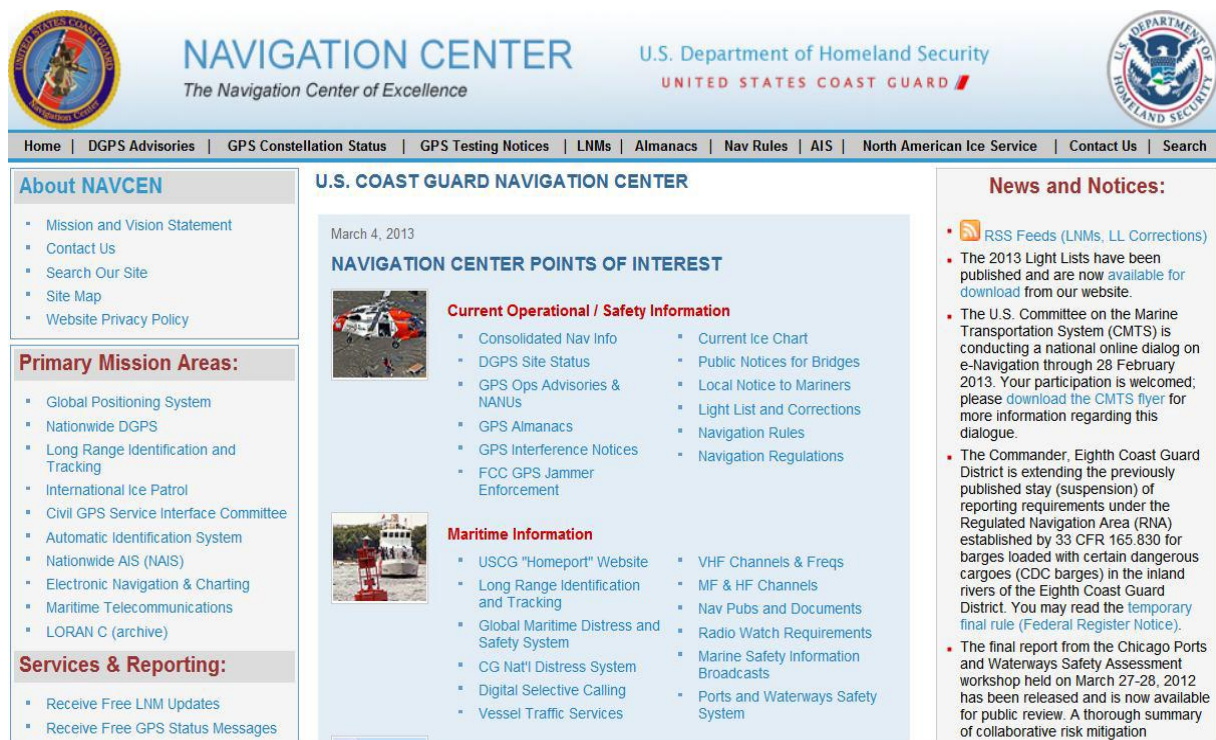 UNITED STATES COAST GUARD
Navigation Center
NAVIGATION CENTER
The Navigation Center of Excellence
U.S. Department of Homeland Security
UNITED STATES COAST GUARD
U.S. DEPARTMENT OF HOMELAND SECURITY
Home | DGPS Advisories | GPS Constellation Status | GPS Testing Notices | LNMs | Almanacs | Nav Rules | AIS | North American Ice Service | Contact Us | Search
About NAVCEN
Mission and Vision Statement
Contact Us
Search Our Site
Site Map
Website Privacy Policy
Primary Mission Areas:
Global Positioning System
Nationwide DGPS
Long Range Identification and
Tracking
International Ice Patrol
Civil GPS Service Interface Committee
Automatic Identification System
Nationwide AIS (NAIS)
Electronic Navigation & Charting
Maritime Telecommunications
LORAN C (archive)
Services & Reporting:
Receive Free LNM Updates
Receive Free GPS Status Messages
U.S. COAST GUARD NAVIGATION CENTER
March 4, 2013
NAVIGATION CENTER POINTS OF INTEREST
Current Operational / Safety Information
Consolidated Nav Info
DGPS Site Status
GPS Ops Advisories &
NANUs
GPS Almanacs
GPS Interference Notices
FCC GPS Jammer
Enforcement
Current Ice Chart
Public Notices for Bridges
Local Notice to Mariners
Light List and Corrections
Navigation Rules
Navigation Regulations
Maritime Information
USCG "Homeport" Website
Long Range Identification
and Tracking
Global Maritime Distress and
Safety System
CG Nat'l Distress System
Digital Selective Calling
Vessel Traffic Services
VHF Channels & Freqs
MF & HF Channels
Nav Pubs and Documents
Radio Watch Requirements
Marine Safety Information
Broadcasts
Ports and Waterways Safety
System
News and Notices:
RSS Feeds (LNMs, LL Corrections)
The 2013 Light Lists have been
published and are now available for
download from our website.
The U.S. Committee on the Marine
Transportation System (CMTS) is
conducting a national online dialog on
e-Navigation through 28 February
2013. Your participation is welcomed;
please download the CMTS flyer for
more information regarding this
dialogue.
The Commander, Eighth Coast Guard
District is extending the previously
published stay (suspension) of
reporting requirements under the
Regulated Navigation Area (RNA)
established by 33 CFR 165.830 for
barges loaded with certain dangerous
cargoes (CDC barges) in the inland
rivers of the Eighth Coast Guard
District. You may read the temporary
final rule (Federal Register Notice).
The final report from the Chicago Ports
and Waterways Safety Assessment
workshop held on March 27-28, 2012
has been released and is now available
for public review. A thorough summary
of collaborative risk mitigation